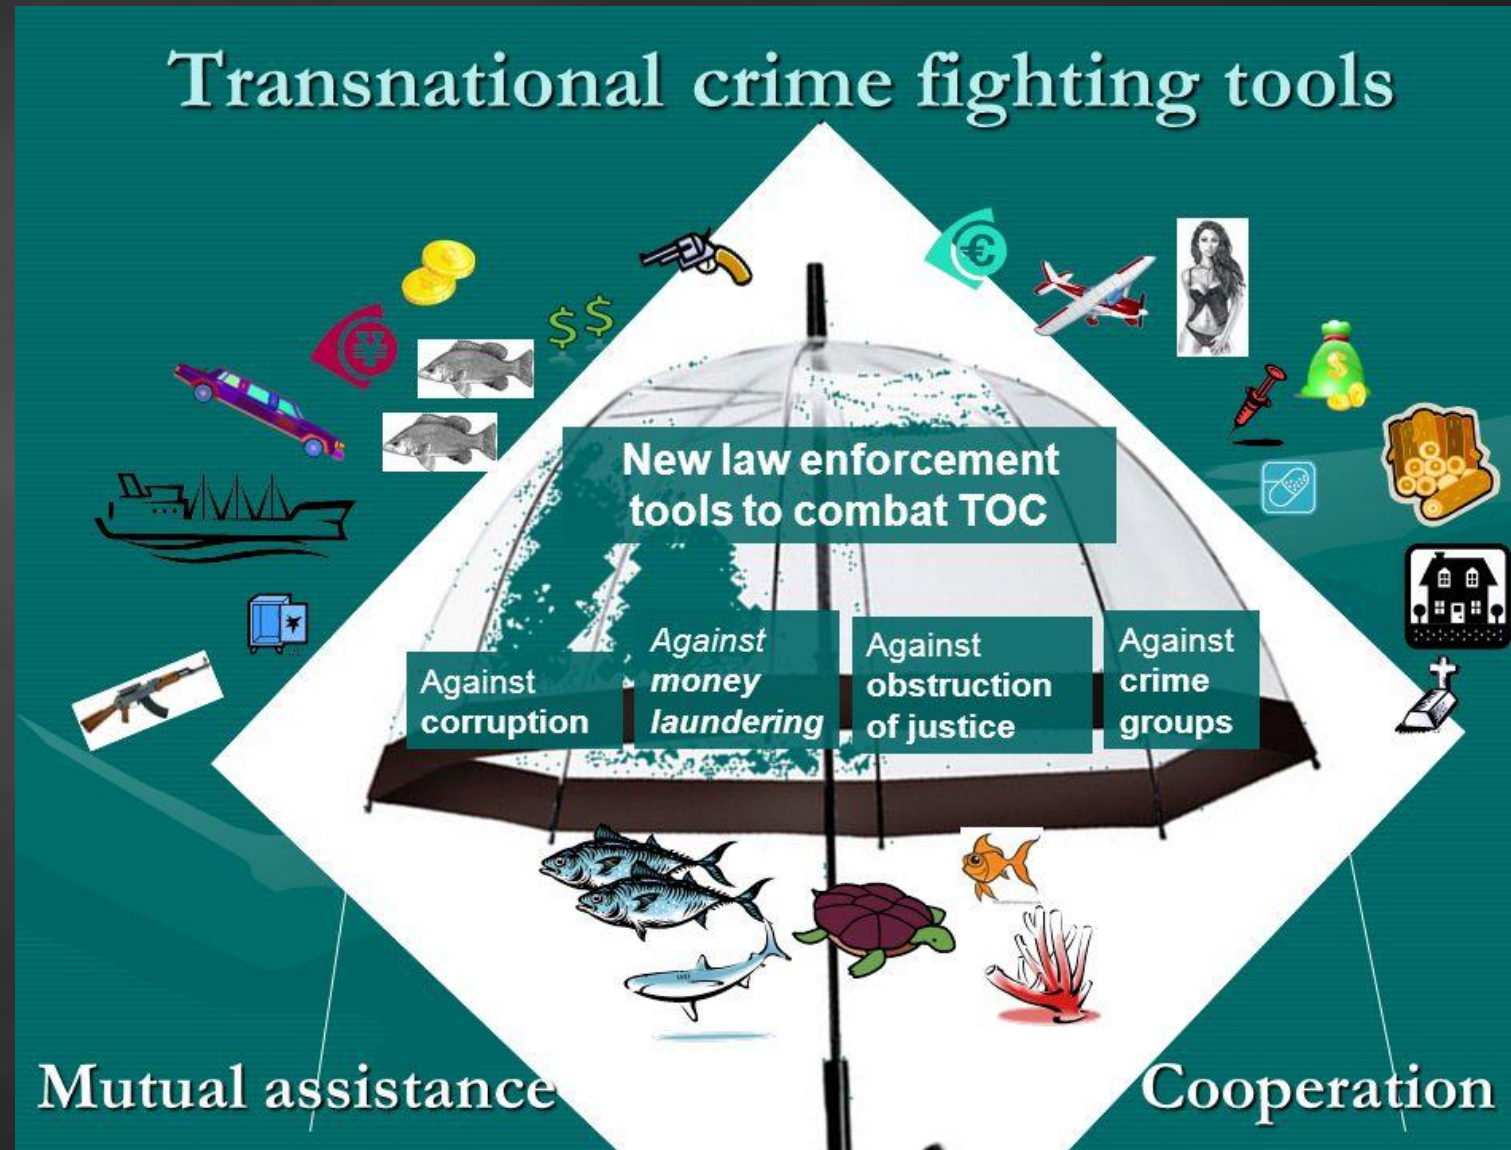 Transnational crime fighting tools
$$
New law enforcement
tools to combat TOC
Against
corruption
Against
money
laundering
Against
obstruction
of justice
Against
crime
groups
Mutual assistance
Cooperation